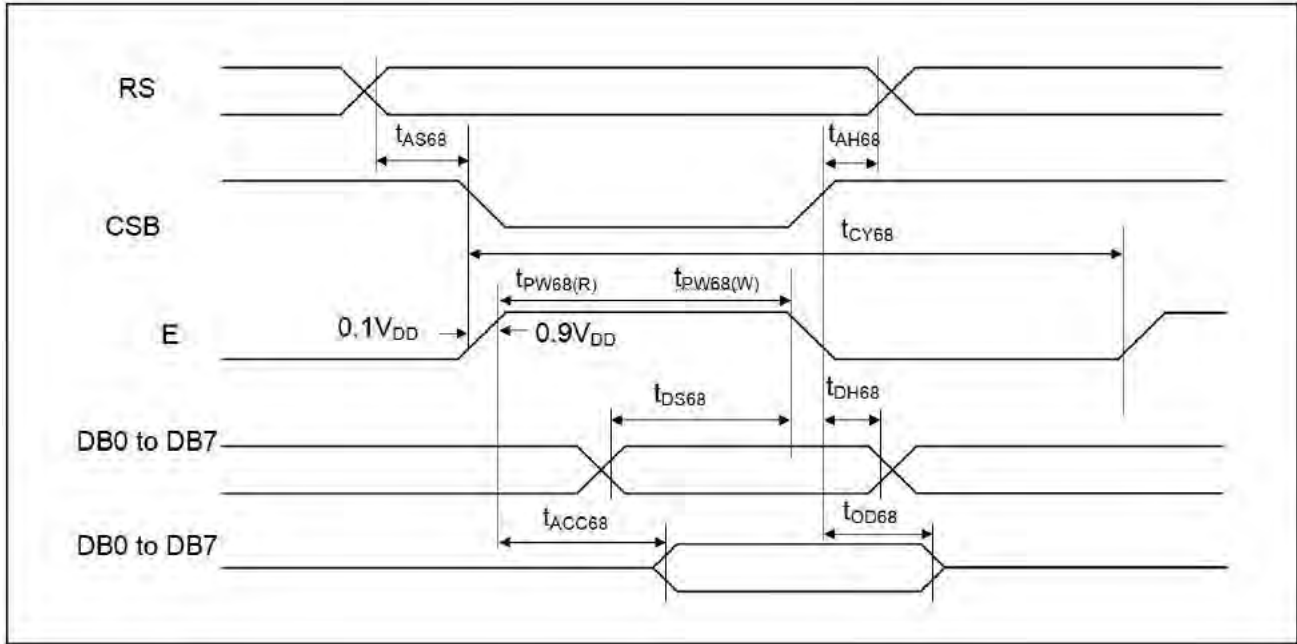 RS
tAS68
tAH68
CSB
tCY68
tPW68(R)
tPW68(W)
E
0.1VDD
0.9VDD
tDS68
tDH68
DB0 to DB7
tACC68
tOD68
DB0 to DB7